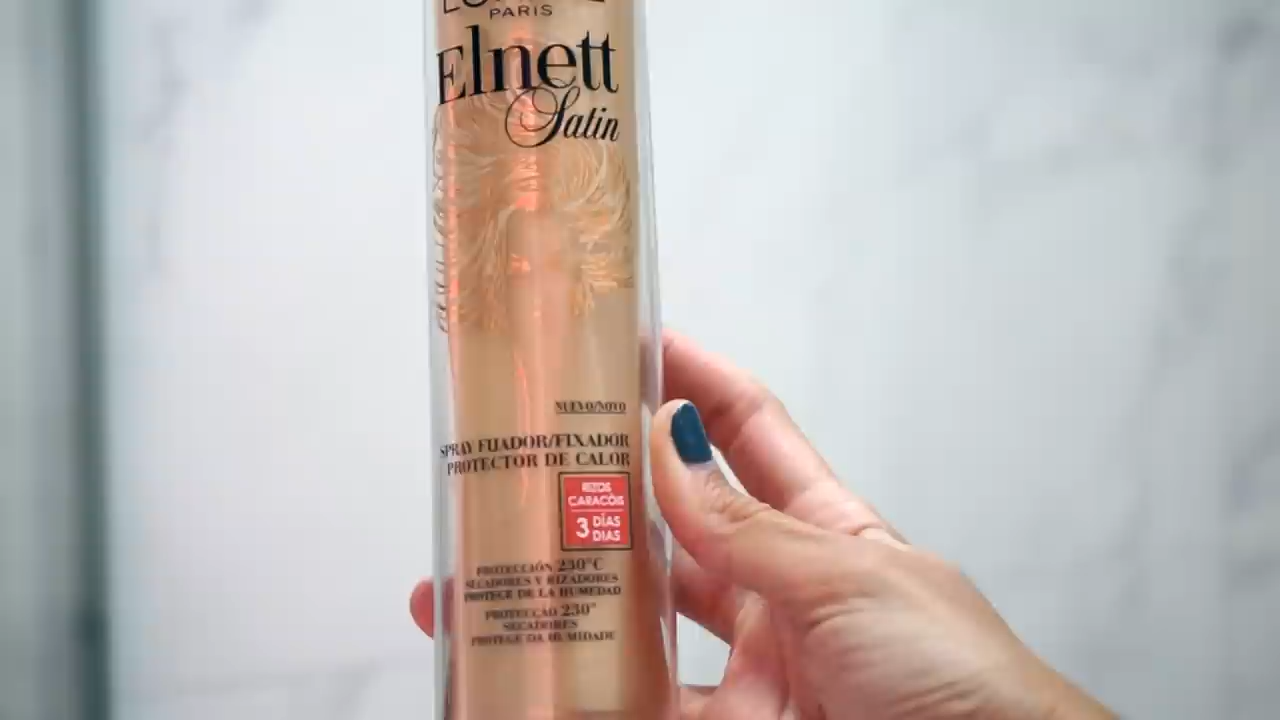 PARIS
Elnett
Satin
NUEVO/NOVO
SPRAY FIJADOR/FIXADOR
PROTECTOR DE CALOR
RIZOS
CARACÓIS
3 DÍAS
DIAS
PROTECCIÓN 230°C
SECADORES Y RIZADORES
PROTEGE DE LA HUMEDAD
PROTECÇÃO 230°
SECADORES
PROTEGE DA HUMIDADE